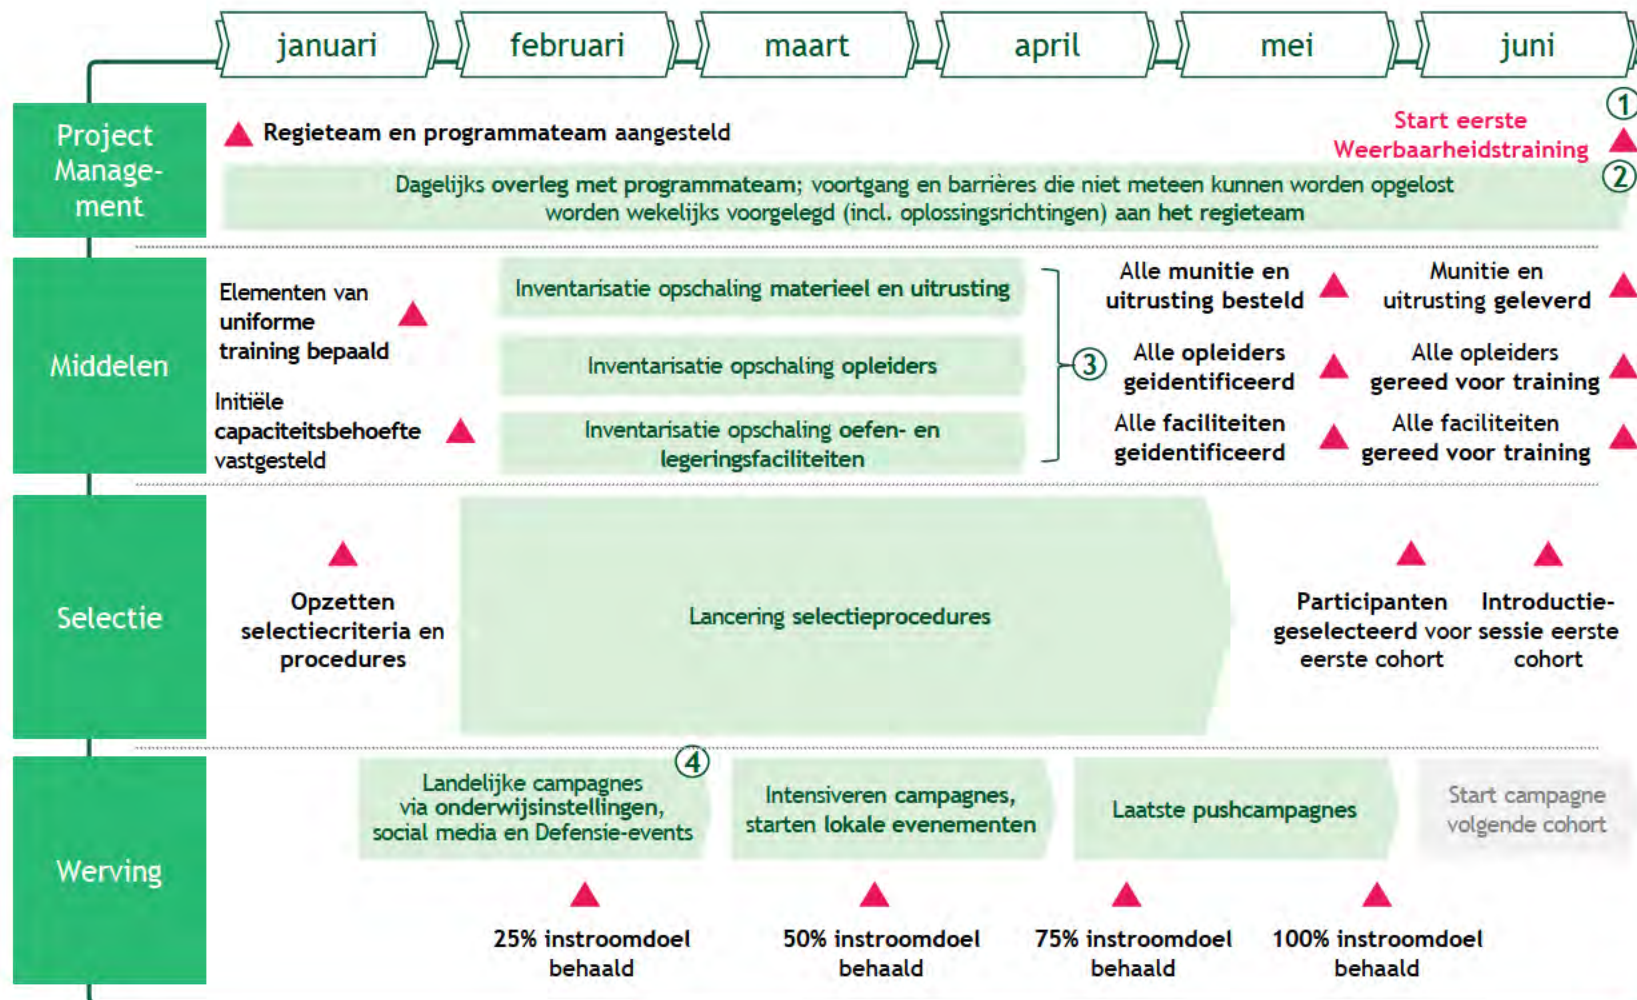 januari
februari
maart
april
mei
juni
Project
Manage-
ment
Regieteam en programmateam aangesteld
Start eerste
Weerbaarheidstraining
1
Dagelijks overleg met programmateam; voortgang en barrières die niet meteen kunnen worden opgelost
worden wekelijks voorgelegd (incl. oplossingsrichtingen) aan het regieteam
2
Middelen
Elementen van
uniforme
training bepaald
Initiële
capaciteitsbehoefte
vastgesteld
Inventarisatie opschaling materieel en uitrusting
Inventarisatie opschaling opleiders
Inventarisatie opschaling oefen- en
legeringsfaciliteiten
3
Alle munitie en
uitrusting besteld
Munitie en
uitrusting geleverd
Alle opleiders
geidentificeerd
Alle opleiders
gereed voor training
Alle faciliteiten
geidentificeerd
Alle faciliteiten
gereed voor training
Selectie
Opzetten
selectiecriteria en
procedures
Lancering selectieprocedures
Participanten
geselecteerd voor
eerste cohort
Introductie-
sessie eerste
cohort
Werving
Landelijke campagnes
via onderwijsinstellingen,
social media en Defensie-events
4
Intensiveren campagnes,
starten lokale evenementen
Laatste pushcampagnes
Start campagne
volgende cohort
25% instroomdoel
behaald
50% instroomdoel
behaald
75% instroomdoel
behaald
100% instroomdoel
behaald